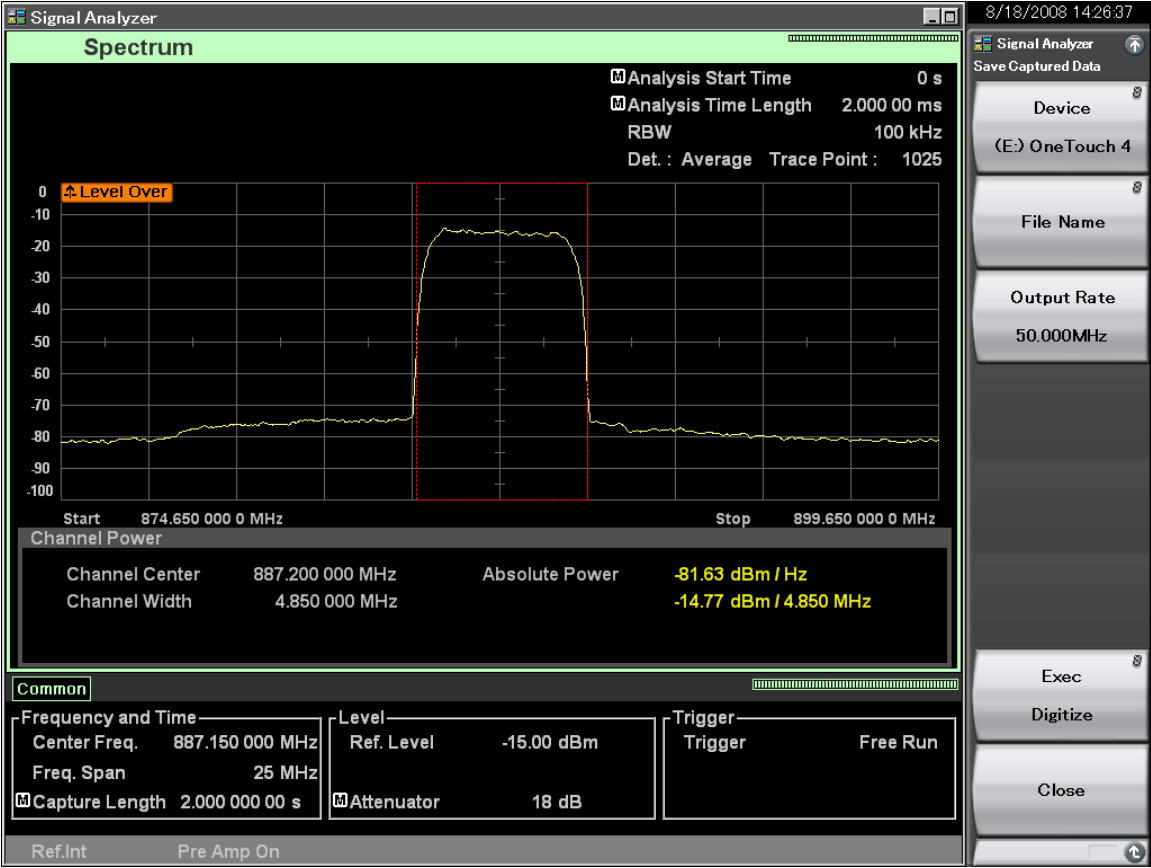 Signal Analyzer
8/18/2008 14:26:37
Spectrum
M Analysis Start Time 0 s
M Analysis Time Length 2.000 00 ms
RBW 100 kHz
Det. : Average Trace Point : 1025
0
Level Over
-10
-20
-30
-40
-50
-60
-70
-80
-90
-100
Start 874.650 000 0 MHz
Stop 899.650 000 0 MHz
Channel Power
Channel Center 887.200 000 MHz
Absolute Power -81.63 dBm / Hz
Channel Width 4.850 000 MHz
-14.77 dBm / 4.850 MHz
Common
Frequency and Time
Center Freq. 887.150 000 MHz
Freq. Span 25 MHz
M Capture Length 2.000 000 00 s
Level
Ref. Level -15.00 dBm
M Attenuator 18 dB
Trigger
Trigger Free Run
Ref.Int Pre Amp On
Signal Analyzer
Save Captured Data
Device
(E:) OneTouch 4
File Name
Output Rate
50.000MHz
Exec
Digitize
Close